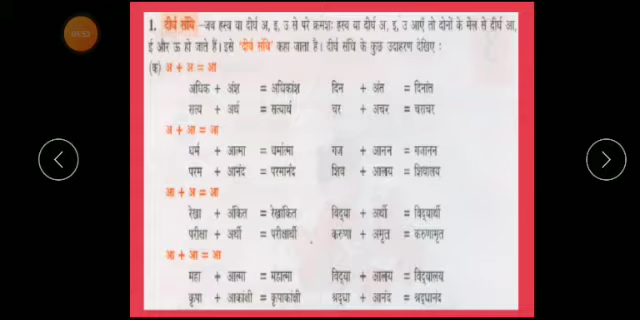 05:53
1. दीर्घ संधि –जब ह्रस्व या दीर्घ अ, इ, उ से परे क्रमशः ह्रस्व या दीर्घ अ, इ, उ आएँ तो दोनों के मेल से दीर्घ आ,
ई और ऊ हो जाते हैं। इसे 'दीर्घ संधि' कहा जाता है। दीर्घ संधि के कुछ उदाहरण देखिए :
(क) अ + अ = आ
अधिक + अंश = अधिकांश दिन + अंत = दिनांत
सत्य + अर्थ = सत्यार्थ चर + अचर = चराचर
अ + आ = आ
धर्म + आत्मा = धर्मात्मा गज + आनन = गजानन
परम + आनंद = परमानंद शिव + आलय = शिवालय
आ + अ = आ
रेखा + अंकित = रेखांकित विद्या + अर्थी = विद्यार्थी
परीक्षा + अर्थी = परीक्षार्थी करुणा + अमृत = करुणामृत
आ + आ = आ
महा + आत्मा = महात्मा विद्या + आलय = विद्यालय
कृपा + आकांक्षी = कृपाकांक्षी श्रद्धा + आनंद = श्रद्धानंद